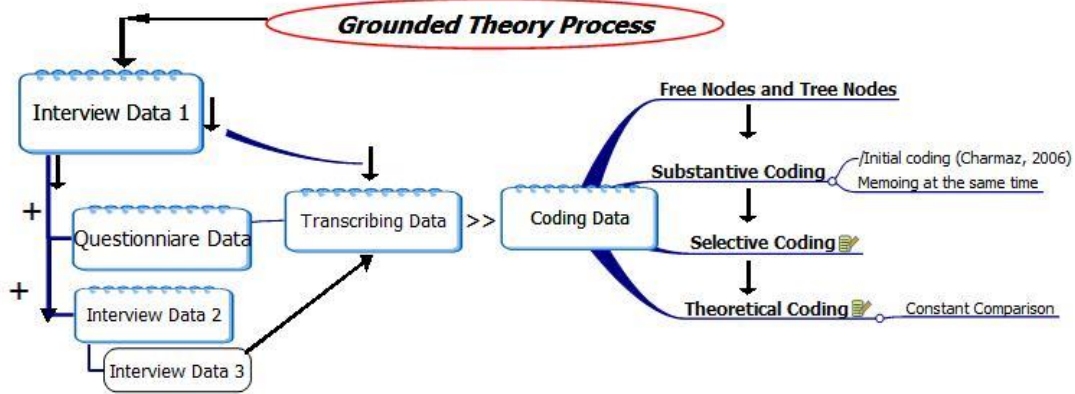 Grounded Theory Process
Interview Data 1
+
Questionniare Data
+
Interview Data 2
Interview Data 3
Transcribing Data
>>
Coding Data
Free Nodes and Tree Nodes
Substantive Coding
/Initial coding (Charmaz, 2006)
Memoing at the same time
Selective Coding
Theoretical Coding
Constant Comparison